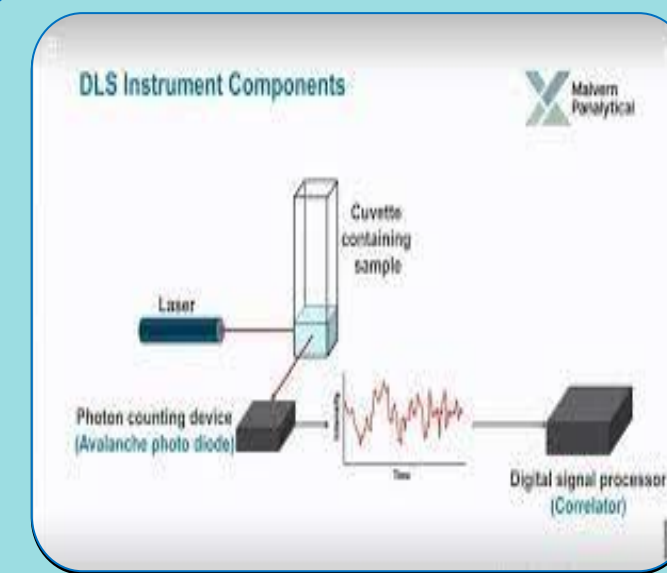 DLS Instrument Components
Malvern
Panalytical
Cuvette
containing
sample
Laser
Photon counting device
(Avalanche photo diode)
Time
Digital signal processor
(Correlator)